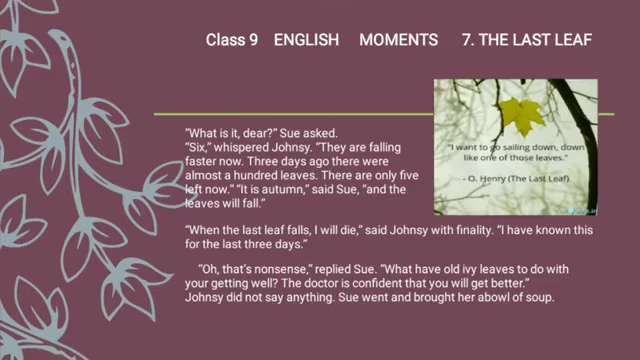 Class 9 ENGLISH MOMENTS 7. THE LAST LEAF
“What is it, dear?” Sue asked.
“Six,” whispered Johnsy. “They are falling
faster now. Three days ago there were
almost a hundred leaves. There are only five
left now.” “It is autumn,” said Sue, “and the
leaves will fall.”
"I want to go sailing down, down
like one of those leaves."
- O. Henry (The Last Leaf)
“When the last leaf falls, I will die,” said Johnsy with finality. “I have known this
for the last three days.”
“Oh, that’s nonsense,” replied Sue. “What have old ivy leaves to do with
your getting well? The doctor is confident that you will get better.”
Johnsy did not say anything. Sue went and brought her abowl of soup.